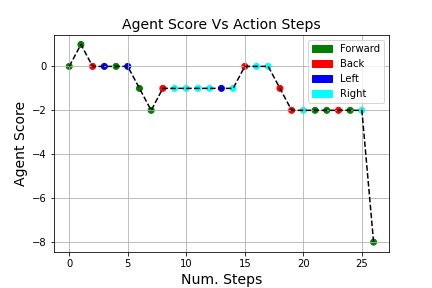 Agent Score Vs Action Steps
Agent Score
0
−2
−4
−6
−8
Forward
Back
Left
Right
0 5 10 15 20 25
Num. Steps